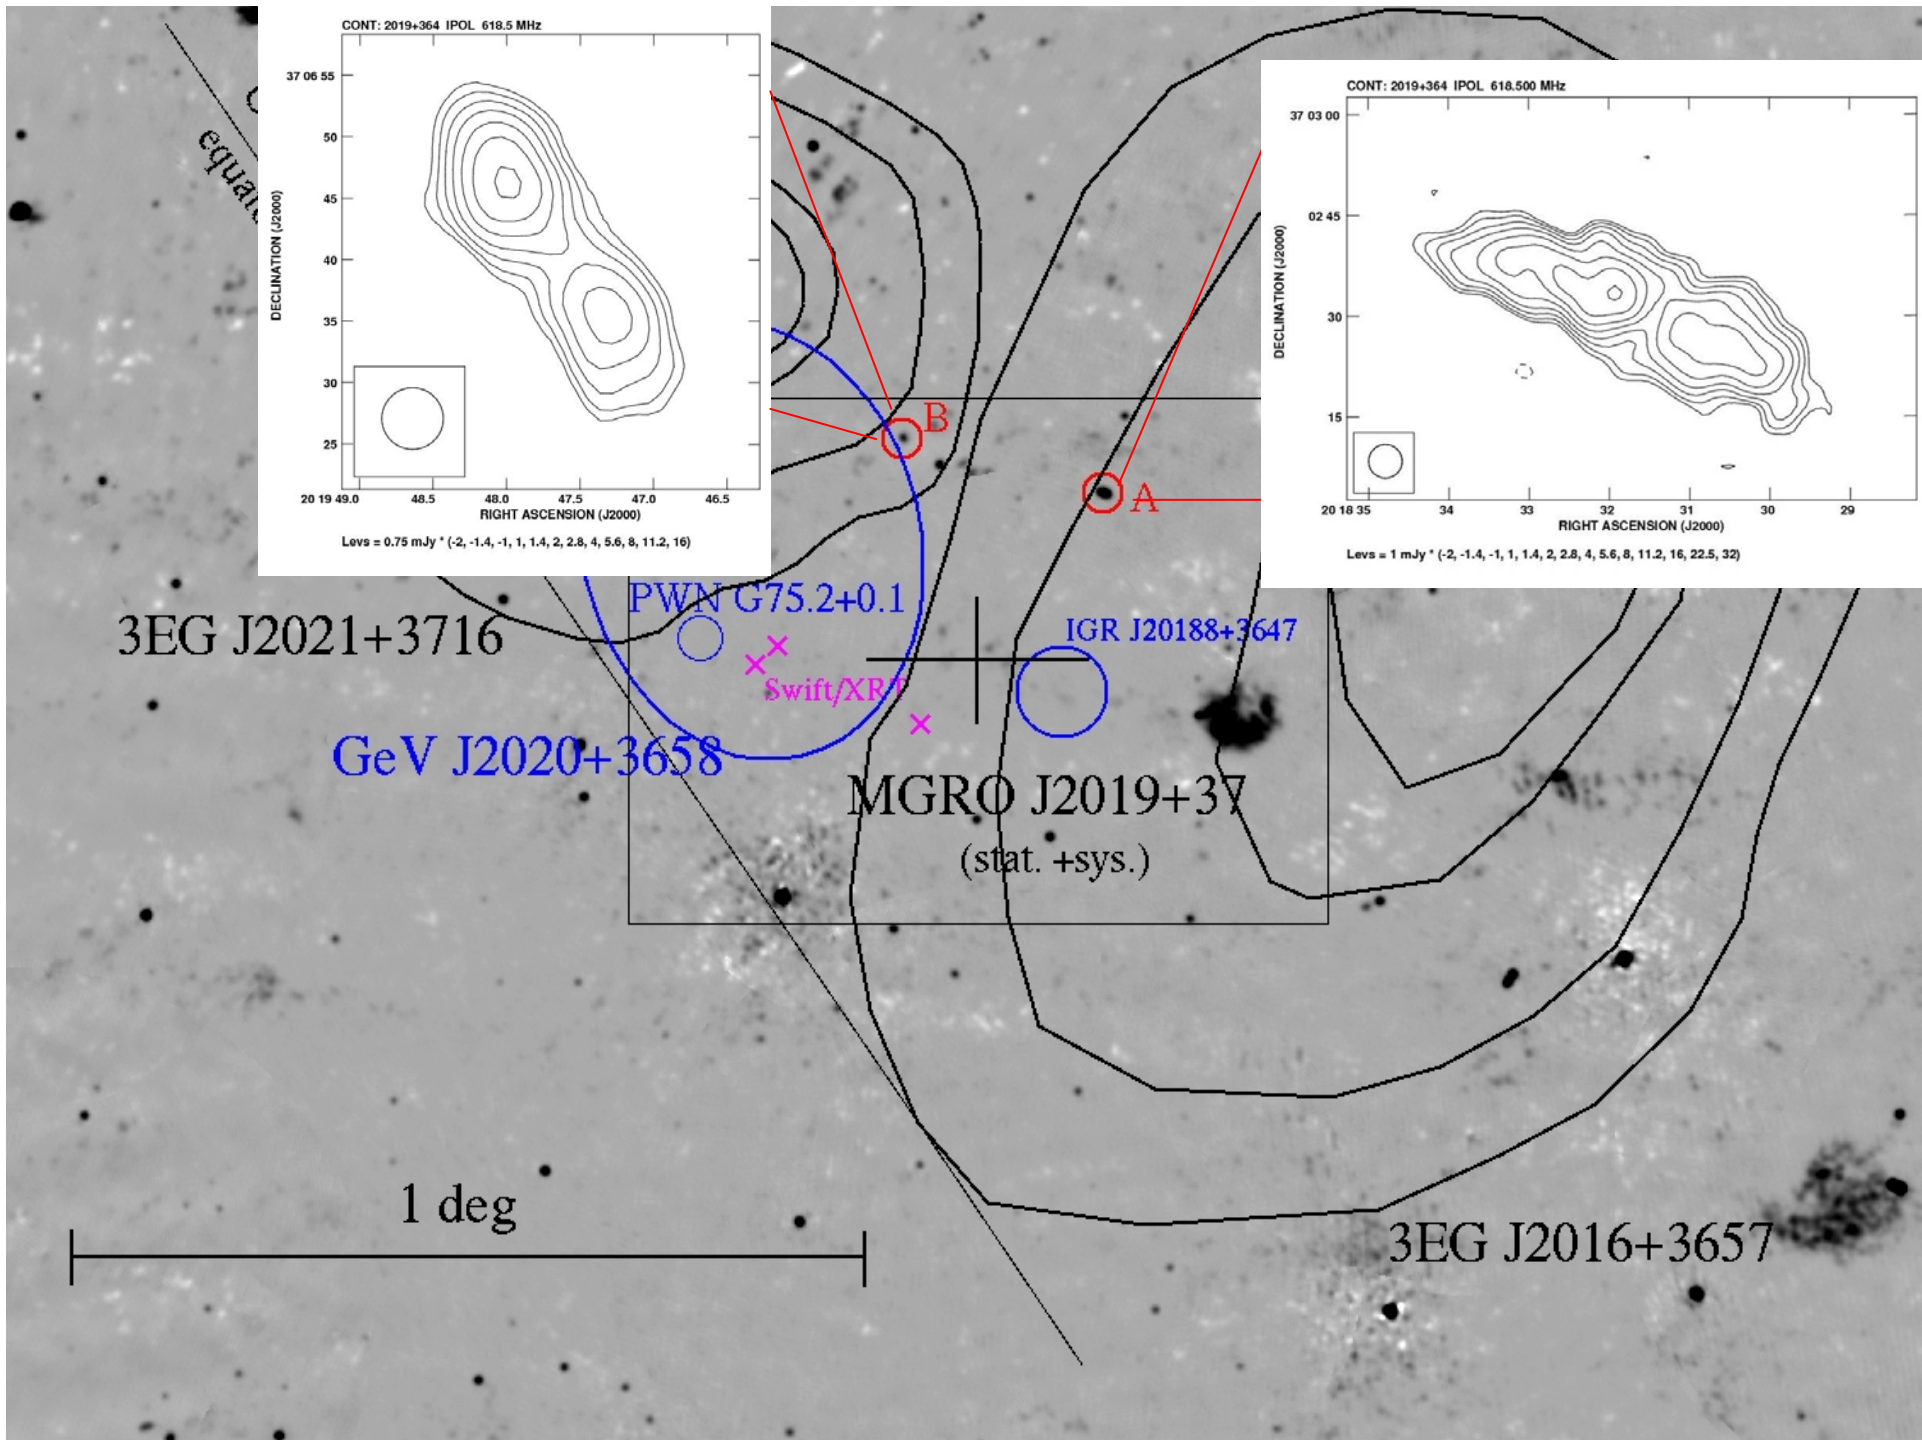 CONT: 2019+364 IPOL 618.5 MHz
37 06 55
50
45
40
35
30
25
DECLINATION (J2000)
20 19 49.0 48.5 48.0 47.5 47.0 46.5
RIGHT ASCENSION (J2000)
Levs = 0.75 mJy * (-2, -1.4, -1, 1, 1.4, 2, 2.8, 4, 5.6, 8, 11.2, 16)
CONT: 2019+364 IPOL 618.500 MHz
37 03 00
02 45
30
15
DECLINATION (J2000)
20 18 35 34 33 32 31 30 29
RIGHT ASCENSION (J2000)
Levs = 1 mJy * (-2, -1.4, -1, 1, 1.4, 2, 2.8, 4, 5.6, 8, 11.2, 16, 22.5, 32)
B
A
PWN G75.2+0.1
3EG J2021+3716
IGR J20188+3647
Swift/XRT
GeV J2020+3658
MGRO J2019+37
(stat. +sys.)
1 deg
3EG J2016+3657